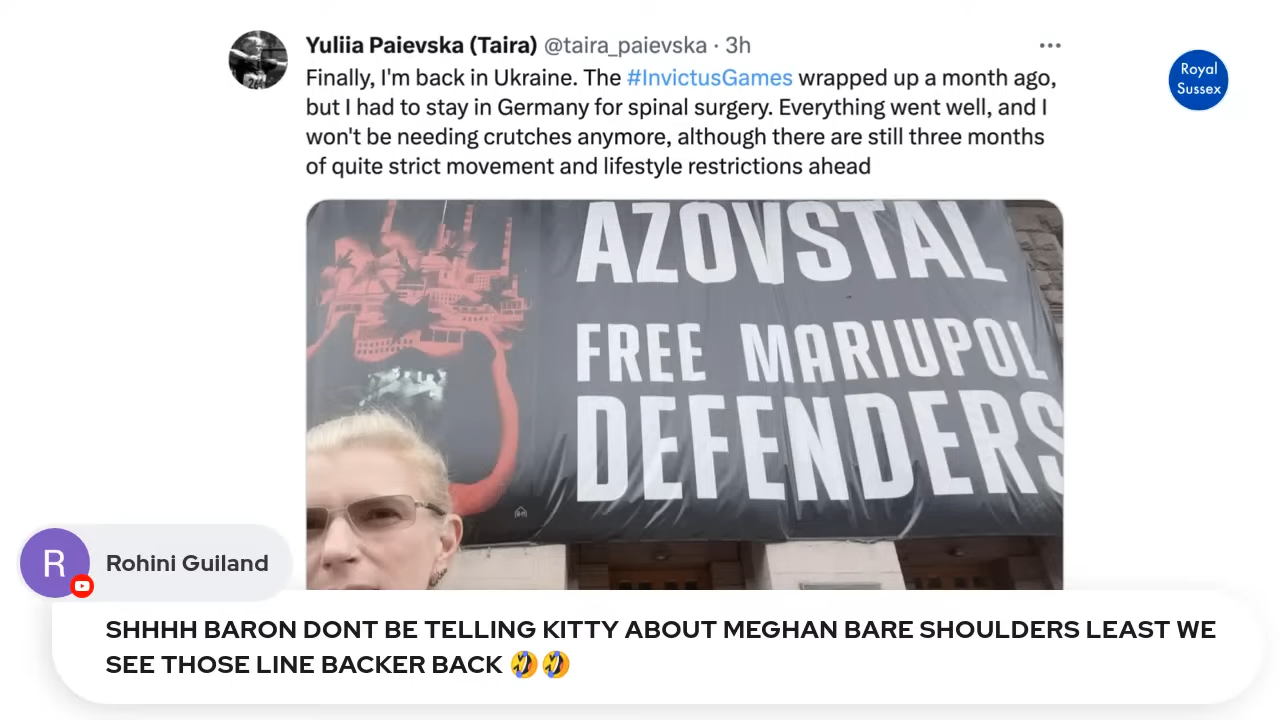 Yuliia Paievska (Taira) @taira_paievska · 3h
Finally, I'm back in Ukraine. The #InvictusGames wrapped up a month ago,
but I had to stay in Germany for spinal surgery. Everything went well, and I
won't be needing crutches anymore, although there are still three months
of quite strict movement and lifestyle restrictions ahead
Royal
Sussex
AZOVSTAL
FREE MARIUPOL
DEFENDERS
R
Rohini Guiland
SHHHH BARON DONT BE TELLING KITTY ABOUT MEGHAN BARE SHOULDERS LEAST WE
SEE THOSE LINE BACKER BACK 🤣🤣